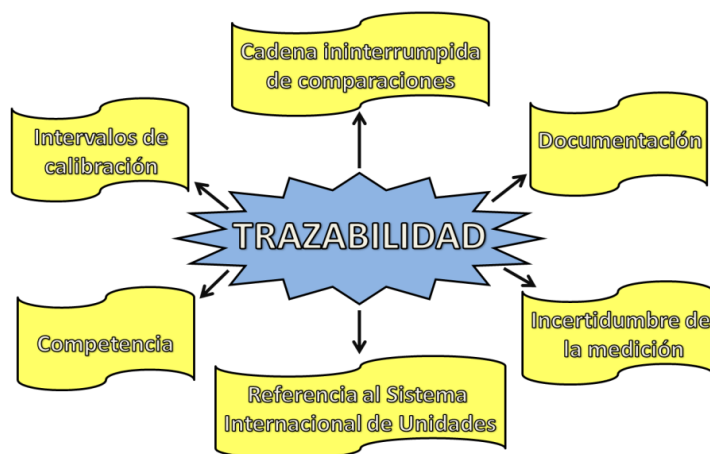 Cadena ininterrumpida
de comparaciones
Intervalos de
calibración
Documentación
TRAZABILIDAD
Competencia
Incertidumbre de
la medición
Referencia al Sistema
Internacional de Unidades